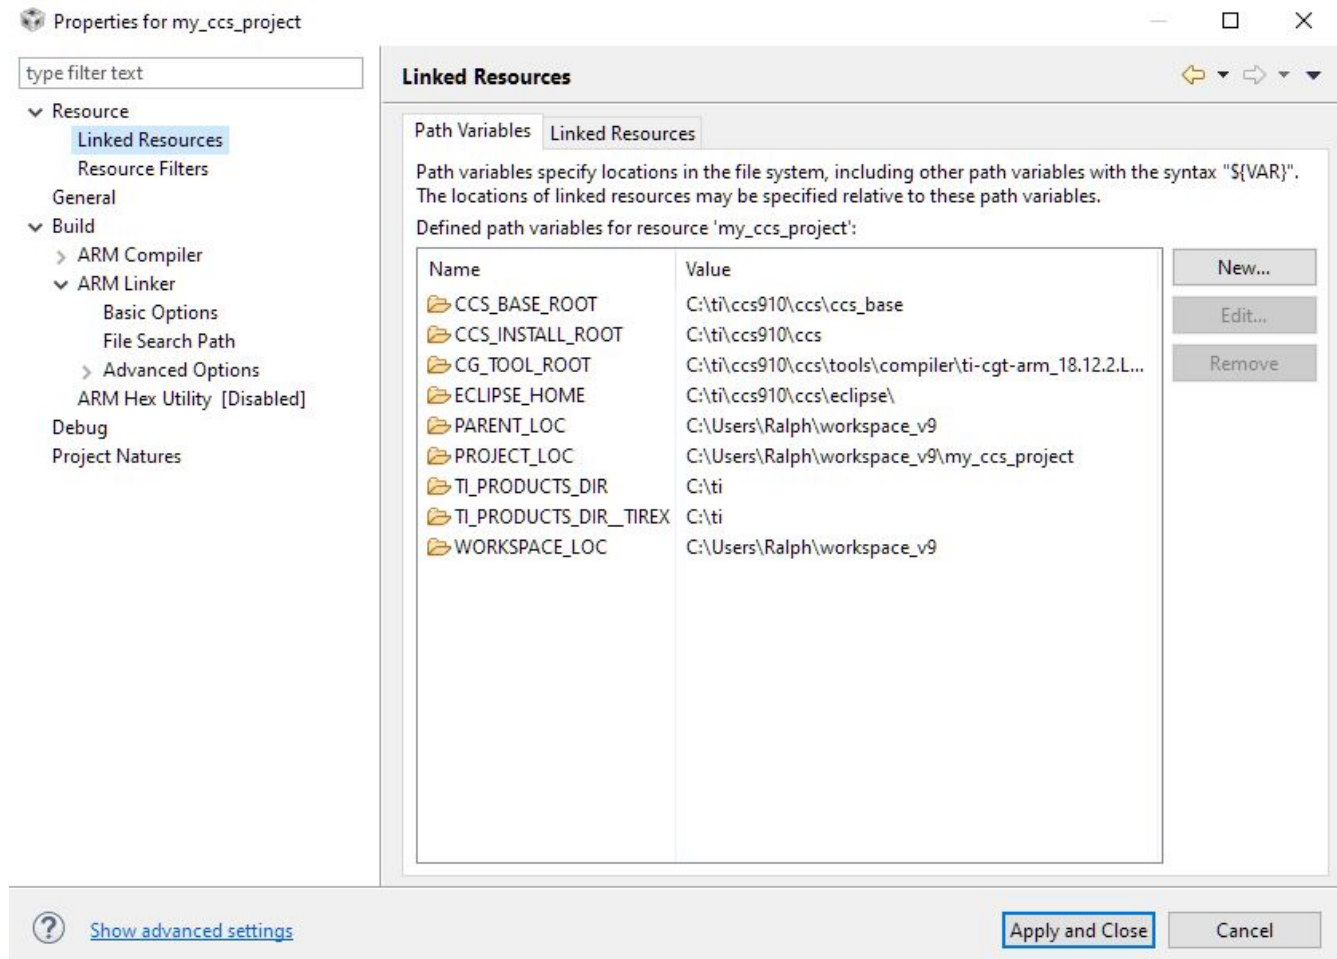 Properties for my_ccs_project
type filter text
Resource
Linked Resources
Resource Filters
General
Build
ARM Compiler
ARM Linker
Basic Options
File Search Path
Advanced Options
ARM Hex Utility [Disabled]
Debug
Project Natures
Linked Resources
Path Variables Linked Resources
Path variables specify locations in the file system, including other path variables with the syntax "${VAR}".
The locations of linked resources may be specified relative to these path variables.
Defined path variables for resource 'my_ccs_project':
Name Value
CCS_BASE_ROOT C:\ti\ccs910\ccs\ccs_base
CCS_INSTALL_ROOT C:\ti\ccs910\ccs
CG_TOOL_ROOT C:\ti\ccs910\ccs\tools\compiler\ti-cgt-arm_18.12.2.L...
ECLIPSE_HOME C:\ti\ccs910\ccs\eclipse\
PARENT_LOC C:\Users\Ralph\workspace_v9
PROJECT_LOC C:\Users\Ralph\workspace_v9\my_ccs_project
TI_PRODUCTS_DIR C:\ti
TI_PRODUCTS_DIR__TIREX C:\ti
WORKSPACE_LOC C:\Users\Ralph\workspace_v9
New...
Edit...
Remove
? Show advanced settings
Apply and Close Cancel